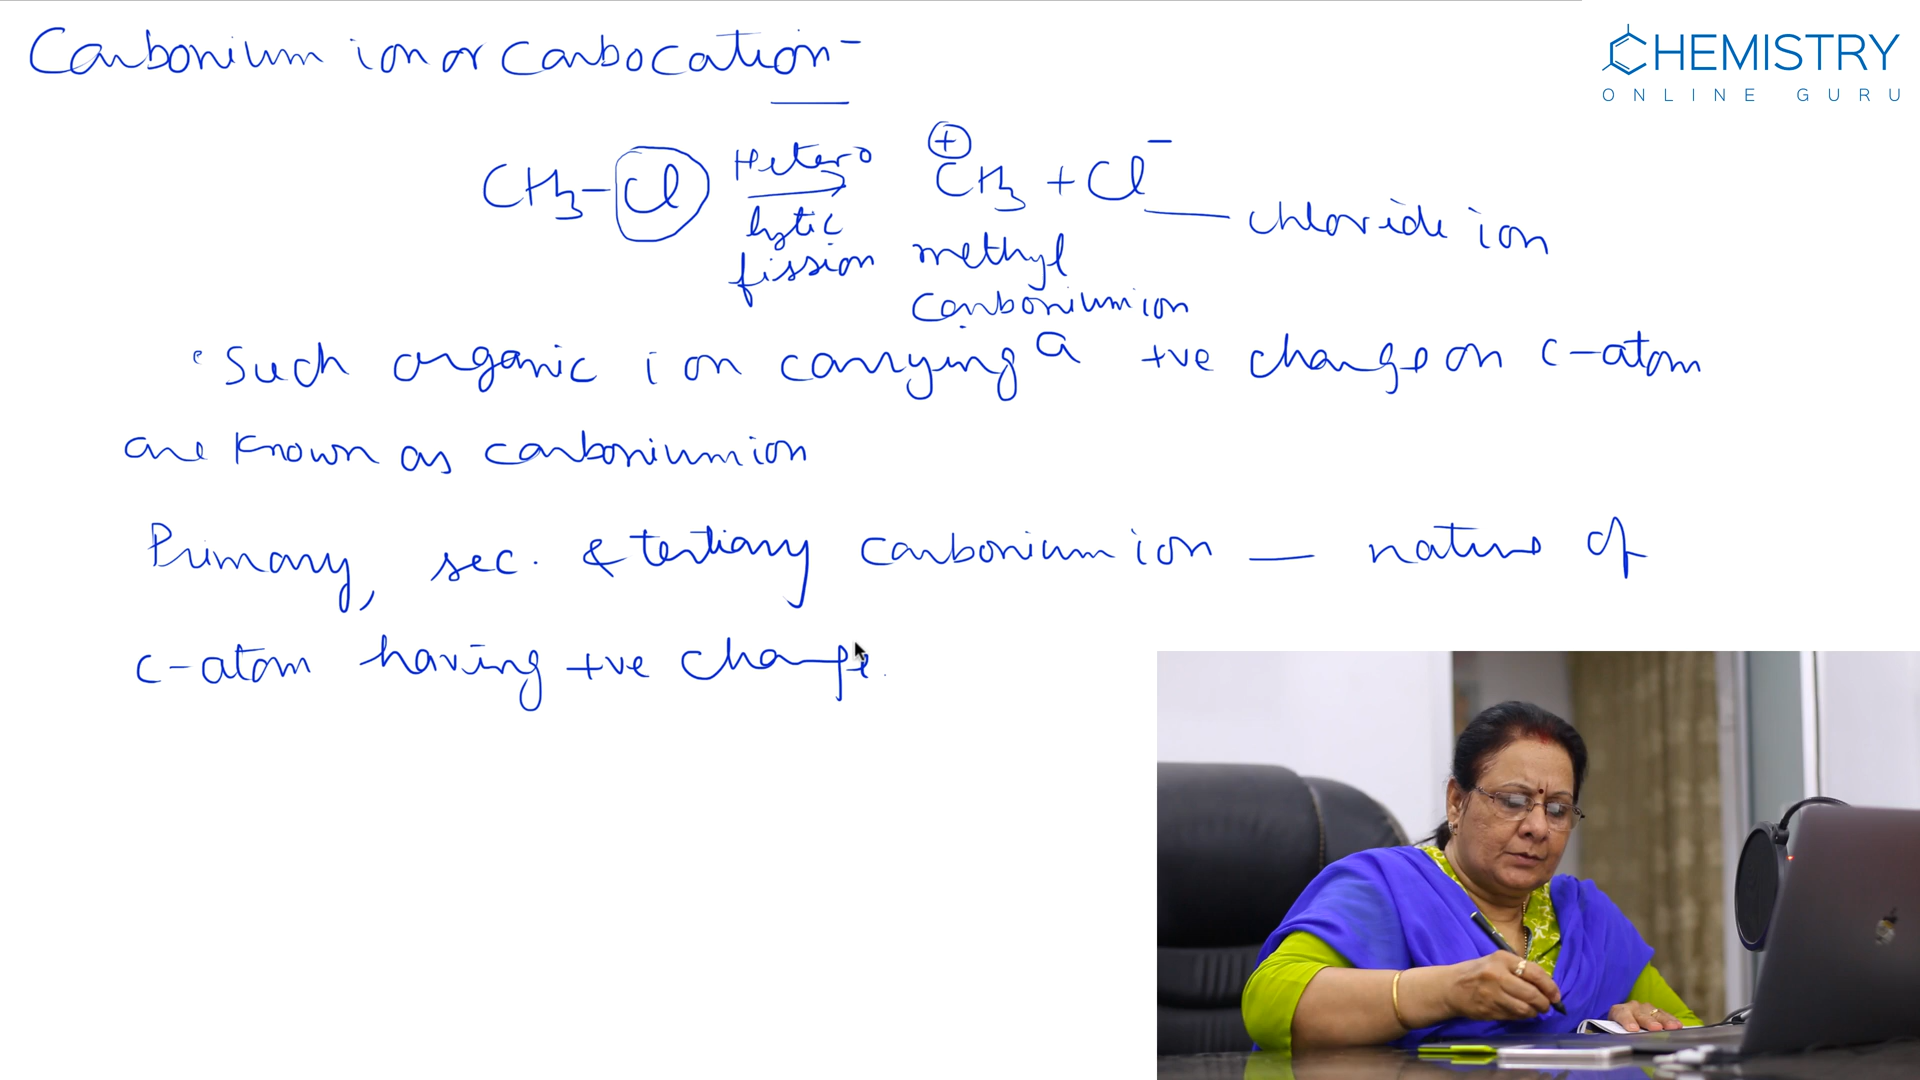 Carbonium ion or carbocation-
CHEMISTRY
ONLINE GURU
CH3-Cl Hetero lytic fission ⊕CH3 + Cl⁻ — chloride ion
methyl
carbonium ion
Such organic ion carrying a +ve charge on c-atom
are known as carbonium ion
Primary, sec. & tertiary carbonium ion — nature of
c-atom having +ve charge.